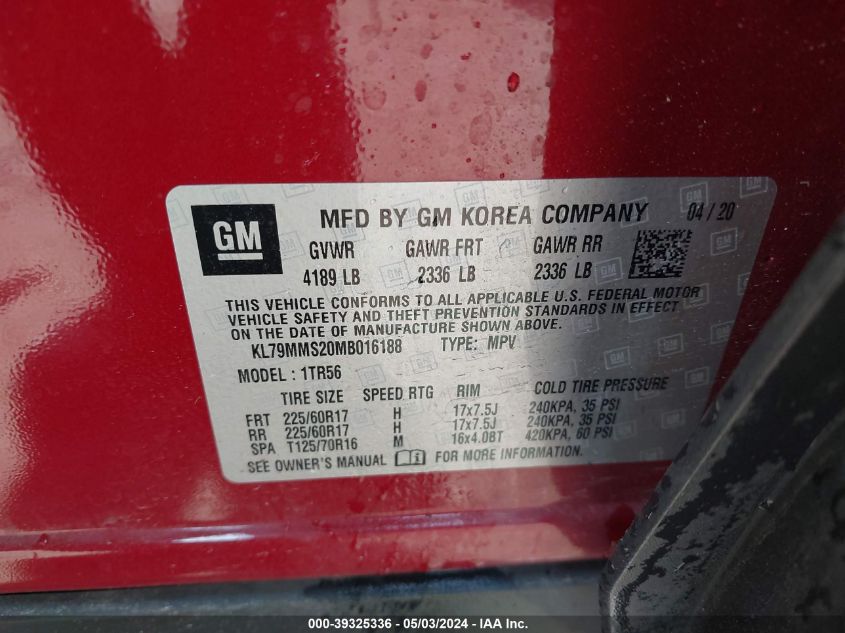 GM
MFD BY GM KOREA COMPANY 04/20
GVWR GAWR FRT GAWR RR
4189 LB 2336 LB 2336 LB
THIS VEHICLE CONFORMS TO ALL APPLICABLE U.S. FEDERAL MOTOR
VEHICLE SAFETY AND THEFT PREVENTION STANDARDS IN EFFECT
ON THE DATE OF MANUFACTURE SHOWN ABOVE.
KL79MMS20MB016188 TYPE: MPV
MODEL : 1TR56
TIRE SIZE SPEED RTG RIM COLD TIRE PRESSURE
FRT 225/60R17 H 17x7.5J 240KPA, 35 PSI
RR 225/60R17 H 17x7.5J 240KPA, 35 PSI
SPA T125/70R16 M 16x4.08T 420KPA, 60 PSI
SEE OWNER'S MANUAL FOR MORE INFORMATION.
000-39325336 - 05/03/2024 - IAAI.COM